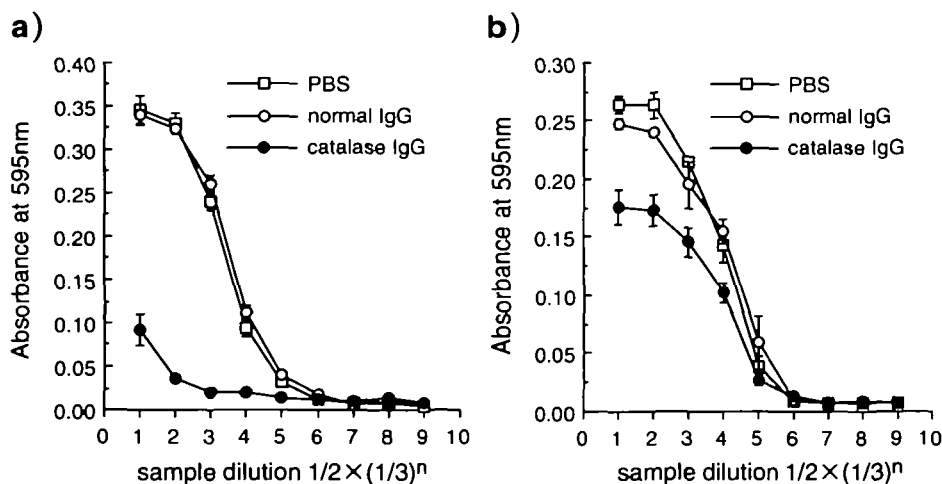 a)
0.40
0.35
0.30
0.25
0.20
0.15
0.10
0.05
0.00
Absorbance at 595nm
PBS
normal IgG
catalase IgG
0 1 2 3 4 5 6 7 8 9 10
sample dilution 1/2×(1/3)ⁿ
b)
0.30
0.25
0.20
0.15
0.10
0.05
0.00
Absorbance at 595nm
PBS
normal IgG
catalase IgG
0 1 2 3 4 5 6 7 8 9 10
sample dilution 1/2×(1/3)ⁿ